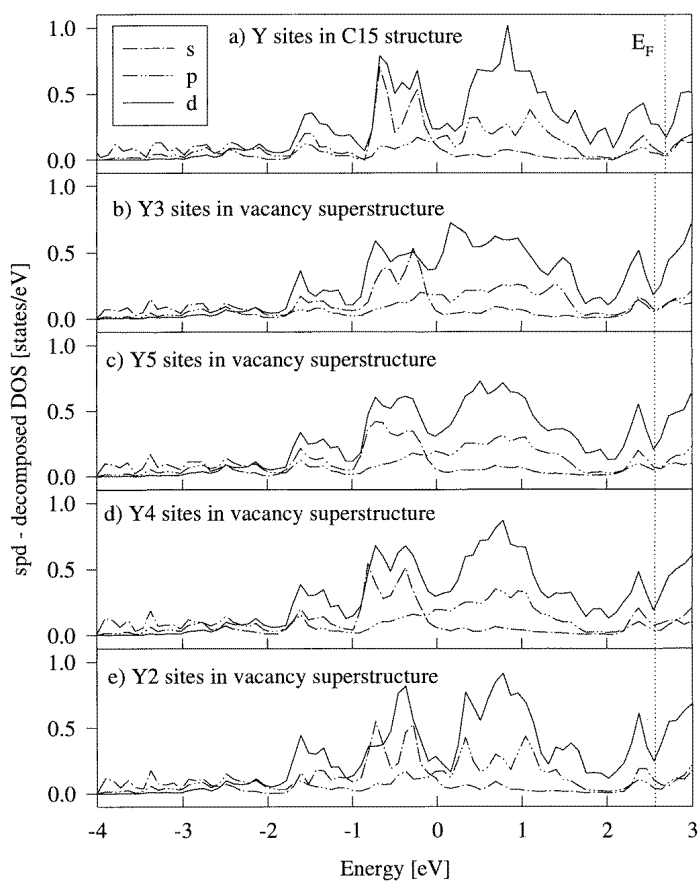 spd - decomposed DOS [states/eV]
a) Y sites in C15 structure
E_F
s
p
d
1.0
0.5
0.0
b) Y3 sites in vacancy superstructure
1.0
0.5
0.0
c) Y5 sites in vacancy superstructure
1.0
0.5
0.0
d) Y4 sites in vacancy superstructure
1.0
0.5
0.0
e) Y2 sites in vacancy superstructure
1.0
0.5
0.0
-4 -3 -2 -1 0 1 2 3
Energy [eV]